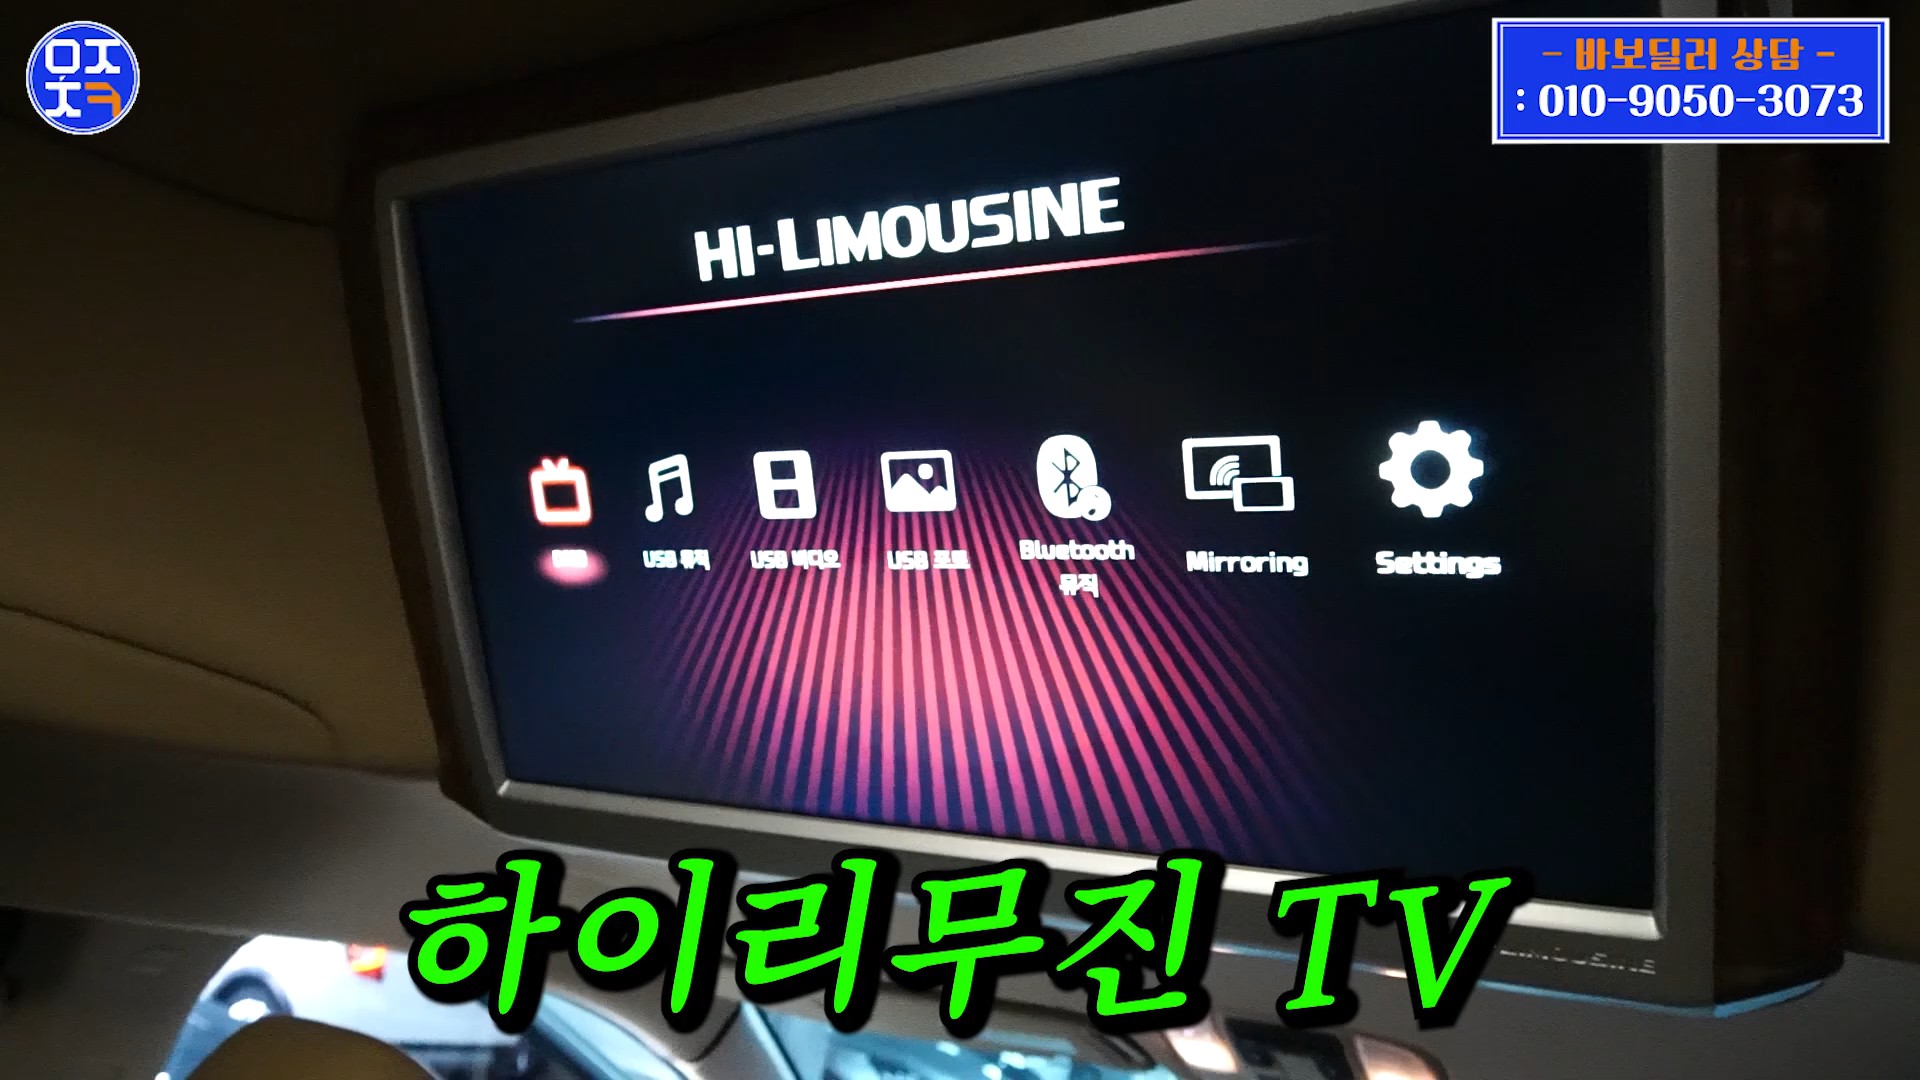 - 바보딜러 상담 -
: 010-9050-3073
HI-LIMOUSINE
USB 뮤직
USB 비디오
USB 포토
Bluetooth
뮤직
Mirroring
Settings
하이리무진 TV